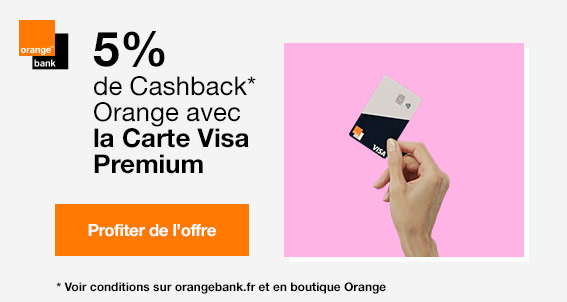 orange™
bank
5%
de Cashback*
Orange avec
la Carte Visa
Premium
VISA
Profiter de l'offre
* Voir conditions sur orangebank.fr et en boutique Orange